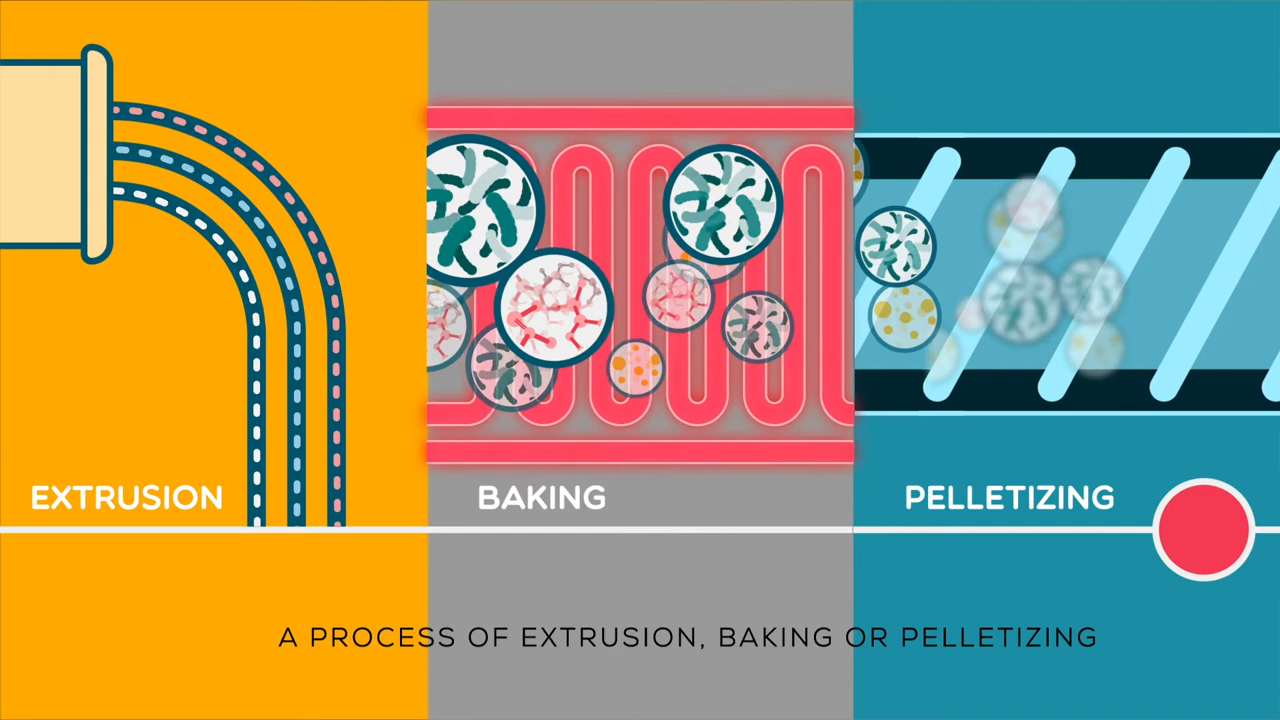 EXTRUSION
BAKING
PELLETIZING
A PROCESS OF EXTRUSION, BAKING OR PELLETIZING